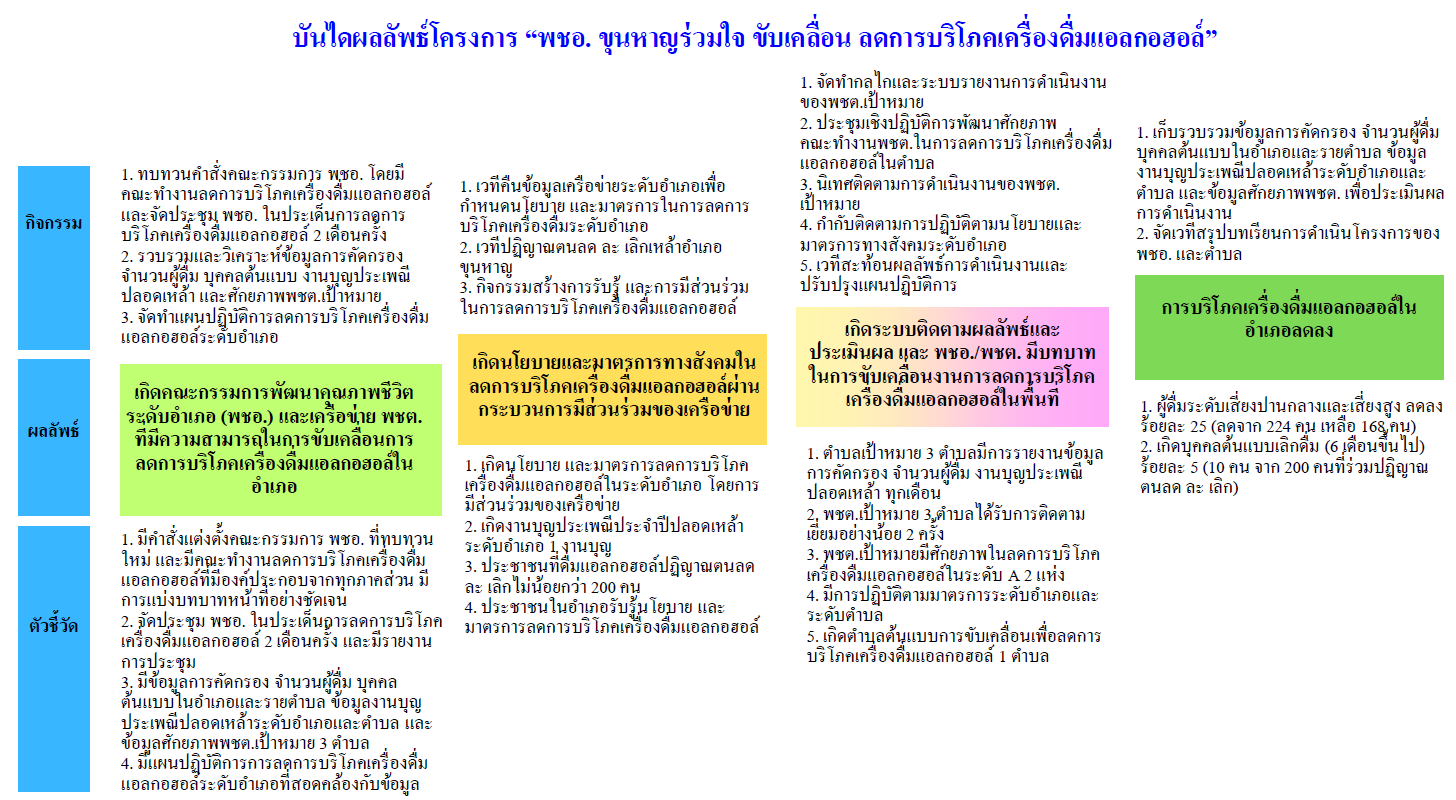 บันไดผลลัพธ์โครงการ “พชอ. ขุนหาญร่วมใจ ขับเคลื่อน ลดการบริโภคเครื่องดื่มแอลกอฮอล์”
กิจกรรม
1. ทบทวนคำสั่งคณะกรรมการ พชอ. โดยมี
คณะทำงานลดการบริโภคเครื่องดื่มแอลกอฮอล์
และจัดประชุม พชอ. ในประเด็นการลดการ
บริโภคเครื่องดื่มแอลกอฮอล์ 2 เดือนครั้ง
2. รวบรวมและวิเคราะห์ข้อมูลการคัดกรอง
จำนวนผู้ดื่ม บุคคลต้นแบบ งานบุญประเพณี
ปลอดเหล้า และศักยภาพพชต.เป้าหมาย
3. จัดทำแผนปฏิบัติการลดการบริโภคเครื่องดื่ม
แอลกอฮอล์ระดับอำเภอ
1. เวทีคืนข้อมูลเครือข่ายระดับอำเภอเพื่อ
กำหนดนโยบาย และมาตรการในการลดการ
บริโภคเครื่องดื่มระดับอำเภอ
2. เวทีปฏิญาณตนลด ละ เลิกเหล้าอำเภอ
ขุนหาญ
3. กิจกรรมสร้างการรับรู้ และการมีส่วนร่วม
ในการลดการบริโภคเครื่องดื่มแอลกอฮอล์
1. จัดทำกลไกและระบบรายงานการดำเนินงาน
ของพชต.เป้าหมาย
2. ประชุมเชิงปฏิบัติการพัฒนาศักยภาพ
คณะทำงานพชต.ในการลดการบริโภคเครื่องดื่ม
แอลกอฮอล์ในตำบล
3. นิเทศติดตามการดำเนินงานของพชต.
เป้าหมาย
4. กำกับติดตามการปฏิบัติตามนโยบายและ
มาตรการทางสังคมระดับอำเภอ
5. เวทีสะท้อนผลลัพธ์การดำเนินงานและ
ปรับปรุงแผนปฏิบัติการ
1. เก็บรวบรวมข้อมูลการคัดกรอง จำนวนผู้ดื่ม
บุคคลต้นแบบในอำเภอและรายตำบล ข้อมูล
งานบุญประเพณีปลอดเหล้าระดับอำเภอและ
ตำบล และข้อมูลศักยภาพพชต. เพื่อประเมินผล
การดำเนินงาน
2. จัดเวทีสรุปบทเรียนการดำเนินโครงการของ
พชอ. และตำบล
ผลลัพธ์
เกิดคณะกรรมการพัฒนาคุณภาพชีวิต
ระดับอำเภอ (พชอ.) และเครือข่าย พชต.
ที่มีความสามารถในการขับเคลื่อนการ
ลดการบริโภคเครื่องดื่มแอลกอฮอล์ใน
อำเภอ
เกิดนโยบายและมาตรการทางสังคมใน
ลดการบริโภคเครื่องดื่มแอลกอฮอล์ผ่าน
กระบวนการมีส่วนร่วมของเครือข่าย
เกิดระบบติดตามผลลัพธ์และ
ประเมินผล และ พชอ./พชต. มีบทบาท
ในการขับเคลื่อนงานการลดการบริโภค
เครื่องดื่มแอลกอฮอล์ในพื้นที่
การบริโภคเครื่องดื่มแอลกอฮอล์ใน
อำเภอลดลง
ตัวชี้วัด
1. มีคำสั่งแต่งตั้งคณะกรรมการ พชอ. ที่ทบทวน
ใหม่ และมีคณะทำงานลดการบริโภคเครื่องดื่ม
แอลกอฮอล์ที่มีองค์ประกอบจากทุกภาคส่วน มี
การแบ่งบทบาทหน้าที่อย่างชัดเจน
2. จัดประชุม พชอ. ในประเด็นการลดการบริโภค
เครื่องดื่มแอลกอฮอล์ 2 เดือนครั้ง และมีรายงาน
การประชุม
3. มีข้อมูลการคัดกรอง จำนวนผู้ดื่ม บุคคล
ต้นแบบในอำเภอและรายตำบล ข้อมูลงานบุญ
ประเพณีปลอดเหล้าระดับอำเภอและตำบล และ
ข้อมูลศักยภาพพชต.เป้าหมาย 3 ตำบล
4. มีแผนปฏิบัติการการลดการบริโภคเครื่องดื่ม
แอลกอฮอล์ระดับอำเภอที่สอดคล้องกับข้อมูล
1. เกิดนโยบาย และมาตรการลดการบริโภค
เครื่องดื่มแอลกอฮอล์ในระดับอำเภอ โดยการ
มีส่วนร่วมของเครือข่าย
2. เกิดงานบุญประเพณีประจำปีปลอดเหล้า
ระดับอำเภอ 1 งานบุญ
3. ประชาชนที่ดื่มแอลกอฮอล์ปฏิญาณตนลด
ละ เลิกไม่น้อยกว่า 200 คน
4. ประชาชนในอำเภอรับรู้นโยบาย และ
มาตรการลดการบริโภคเครื่องดื่มแอลกอฮอล์
1. ตำบลเป้าหมาย 3 ตำบลมีการรายงานข้อมูล
การคัดกรอง จำนวนผู้ดื่ม งานบุญประเพณี
ปลอดเหล้า ทุกเดือน
2. พชต.เป้าหมาย 3 ตำบลได้รับการติดตาม
เยี่ยมอย่างน้อย 2 ครั้ง
3. พชต.เป้าหมายมีศักยภาพในลดการบริโภค
เครื่องดื่มแอลกอฮอล์ในระดับ A 2 แห่ง
4. มีการปฏิบัติตามมาตรการระดับอำเภอและ
ระดับตำบล
5. เกิดตำบลต้นแบบการขับเคลื่อนเพื่อลดการ
บริโภคเครื่องดื่มแอลกอฮอล์ 1 ตำบล
1. ผู้ดื่มระดับเสี่ยงปานกลางและเสี่ยงสูง ลดลง
ร้อยละ 25 (ลดจาก 224 คน เหลือ 168 คน)
2. เกิดบุคคลต้นแบบเลิกดื่ม (6 เดือนขึ้นไป)
ร้อยละ 5 (10 คน จาก 200 คนที่ร่วมปฏิญาณ
ตนลด ละ เลิก)